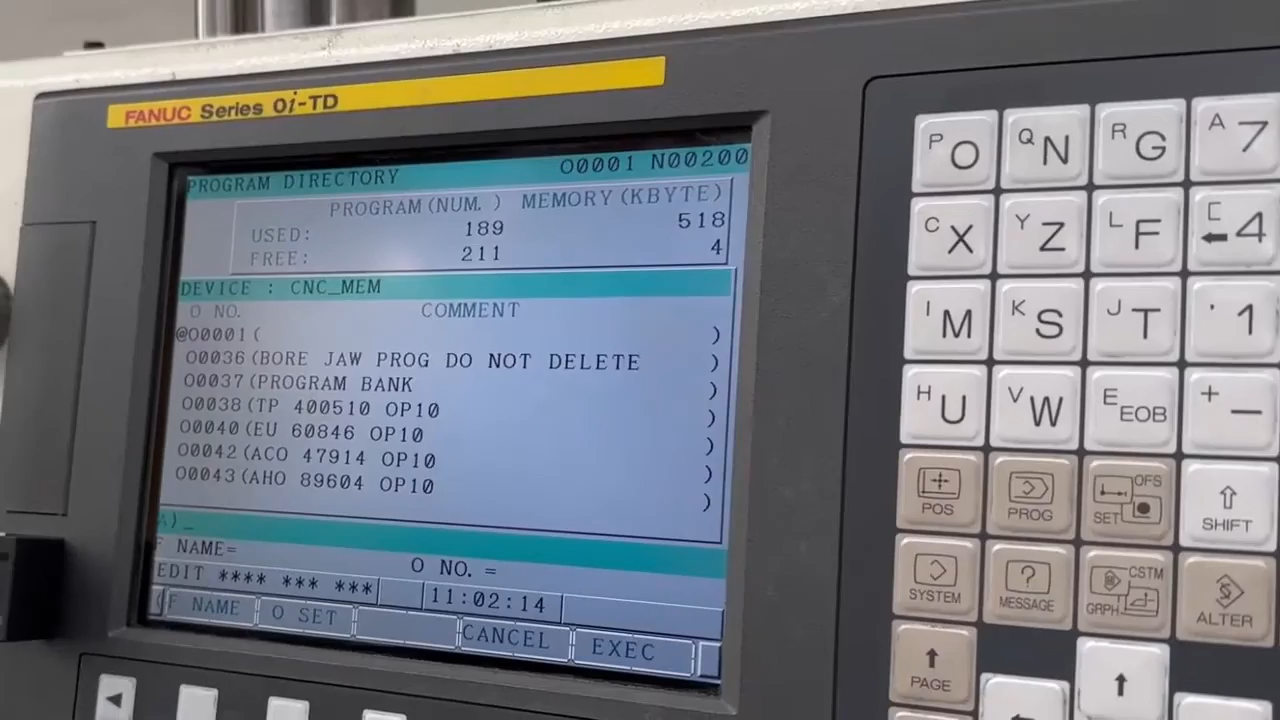 FANUC Series 0i-TD
PROGRAM DIRECTORY O0001 N00200
PROGRAM(NUM.) MEMORY(KBYTE)
USED: 189 518
FREE: 211 4
DEVICE : CNC_MEM
O NO. COMMENT
@O0001( )
O0036(BORE JAW PROG DO NOT DELETE )
O0037(PROGRAM BANK )
O0038(TP 400510 OP10 )
O0040(EU 60846 OP10 )
O0042(ACO 47914 OP10 )
O0043(AHO 89604 OP10 )
A)_
F NAME= O NO. =
EDIT **** *** *** 11:02:14
(F NAME O SET CANCEL EXEC
P O Q N R G A 7
C X Y Z L F [ 4
I M K S J T ' 1
H U V W E EOB + -
POS PROG OFS SET SHIFT
SYSTEM MESSAGE CSTM GRPH ALTER
PAGE